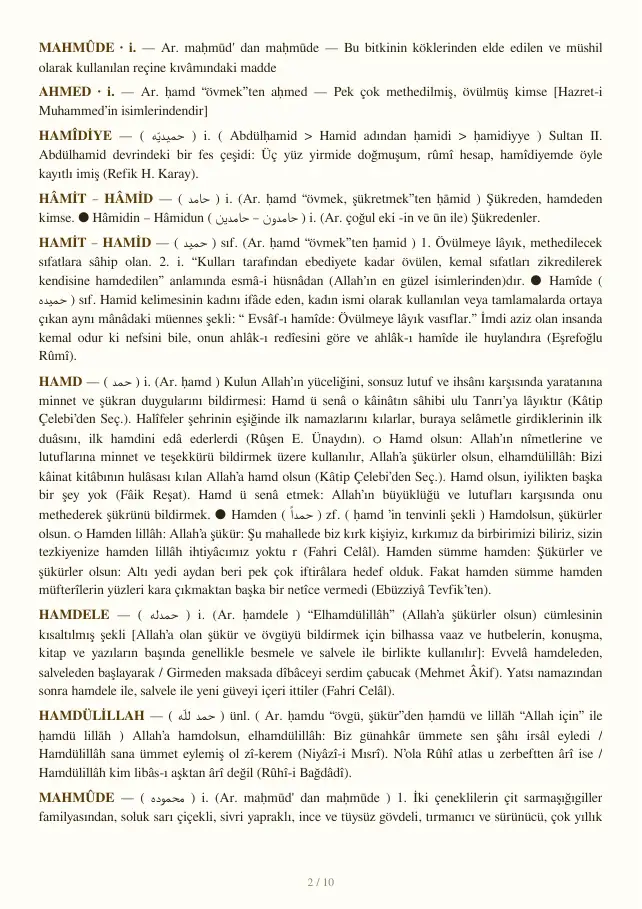 MAHMÛDE · i. — Ar. maḥmūd' dan maḥmūde — Bu bitkinin köklerinden elde edilen ve müshil
olarak kullanılan reçine kıvâmındaki madde
AHMED · i. — Ar. ḥamd “övmek”ten aḥmed — Pek çok methedilmiş, övülmüş kimse [Hazret-i
Muhammed’in isimlerindendir]
HAMÎDİYE — ( حميديّه ) i. ( Abdülḥamid > Hamid adından ḥamidi > ḥamidiyye ) Sultan II.
Abdülhamid devrindeki bir fes çeşidi: Üç yüz yirmide doğmuşum, rûmî hesap, hamîdiyemde öyle
kayıtlı imiş (Refik H. Karay).
HÂMİT – HÂMİD — ( حامد ) i. (Ar. ḥamd “övmek, şükretmek”ten ḥāmid ) Şükreden, hamdeden
kimse. ● Hâmidin – Hâmidun ( حامدون – حامدين ) i. (Ar. çoğul eki -in ve ün ile) Şükredenler.
HAMİT – HAMİD — ( حميد ) sıf. (Ar. ḥamd “övmek”ten ḥamid ) 1. Övülmeye lâyık, methedilecek
sıfatlara sâhip olan. 2. i. “Kulları tarafından ebediyete kadar övülen, kemal sıfatları zikredilerek
kendisine hamdedilen” anlamında esmâ-i hüsnâdan (Allah’ın en güzel isimlerinden)dır. ● Hamîde (
حميده ) sıf. Hamid kelimesinin kadını ifâde eden, kadın ismi olarak kullanılan veya tamlamalarda ortaya
çıkan aynı mânâdaki müennes şekli: “ Evsâf-ı hamîde: Övülmeye lâyık vasıflar.” İmdi aziz olan insanda
kemal odur ki nefsini bile, onun ahlâk-ı redîesini göre ve ahlâk-ı hamîde ile huylandıra (Eşrefoğlu
Rûmî).
HAMD — ( حمد ) i. (Ar. ḥamd ) Kulun Allah’ın yüceliğini, sonsuz lutuf ve ihsânı karşısında yaratanına
minnet ve şükran duygularını bildirmesi: Hamd ü senâ o kâinâtın sâhibi ulu Tanrı’ya lâyıktır (Kâtip
Çelebi’den Seç.). Halîfeler şehrinin eşiğinde ilk namazlarını kılarlar, buraya selâmetle girdiklerinin ilk
duâsını, ilk hamdini edâ ederlerdi (Rûşen E. Ünaydın). ○ Hamd olsun: Allah’ın nîmetlerine ve
lutuflarına minnet ve teşekkürü bildirmek üzere kullanılır, Allah’a şükürler olsun, elhamdülillâh: Bizi
kâinat kitâbının hulâsası kılan Allah’a hamd olsun (Kâtip Çelebi’den Seç.). Hamd olsun, iyilikten başka
bir şey yok (Fâik Reşat). Hamd ü senâ etmek: Allah’ın büyüklüğü ve lutufları karşısında onu
methederek şükrünü bildirmek. ● Hamden ( حمداً ) zf. ( ḥamd ’in tenvinli şekli ) Hamdolsun, şükürler
olsun. ○ Hamden lillâh: Allah’a şükür: Şu mahallede biz kırk kişiyiz, kırkımız da birbirimizi biliriz, sizin
tezkiyenize hamden lillâh ihtiyâcımız yoktu r (Fahri Celal). Hamden sümme hamden: Şükürler ve
şükürler olsun: Altı yedi aydan beri pek çok iftirâlara hedef olduk. Fakat hamden sümme hamden
müfterîlerin yüzleri kara çıkmaktan başka bir netîce vermedi (Ebüzziyâ Tevfik’ten).
HAMDELE — ( حمدله ) i. (Ar. ḥamdele ) “Elhamdülillâh” (Allah’a şükürler olsun) cümlesinin
kısaltılmış şekli [Allah’a olan şükür ve övgüyü bildirmek için bilhassa vaaz ve hutbelerin, konuşma,
kitap ve yazıların başında genellikle besmele ve salvele ile birlikte kullanılır]: Evvelâ hamdeleden,
salveleden başlayarak / Girmeden maksada dîbâceyi serdim çabucak (Mehmet Âkif). Yatsı namazından
sonra hamdele ile, salvele ile yeni güveyi içeri ittiler (Fahri Celâl).
HAMDÜLİLLAH — ( حمد للّه ) ünl. ( Ar. ḥamdu “övgü, şükür”den ḥamdü ve lillāh “Allah için” ile
ḥamdü lillāh ) Allah’a hamdolsun, elhamdülillâh: Biz günahkâr ümmete sen şâhı irsâl eyledi /
Hamdülillâh sana ümmet eylemiş ol zî-kerem (Niyâzî-i Mısrî). N’ola Rûhî atlas u zerbeftten ârî ise /
Hamdülillâh kim libâs-ı aşktan ârî değil (Rûhî-i Bağdâdî).
MAHMÛDE — ( محموده ) i. (Ar. maḥmūd' dan maḥmūde ) 1. İki çeneklilerin çit sarmaşığıgiller
familyasından, soluk sarı çiçekli, sivri yapraklı, ince ve tüysüz gövdeli, tırmanıcı ve sürünücü, çok yıllık
2 / 10